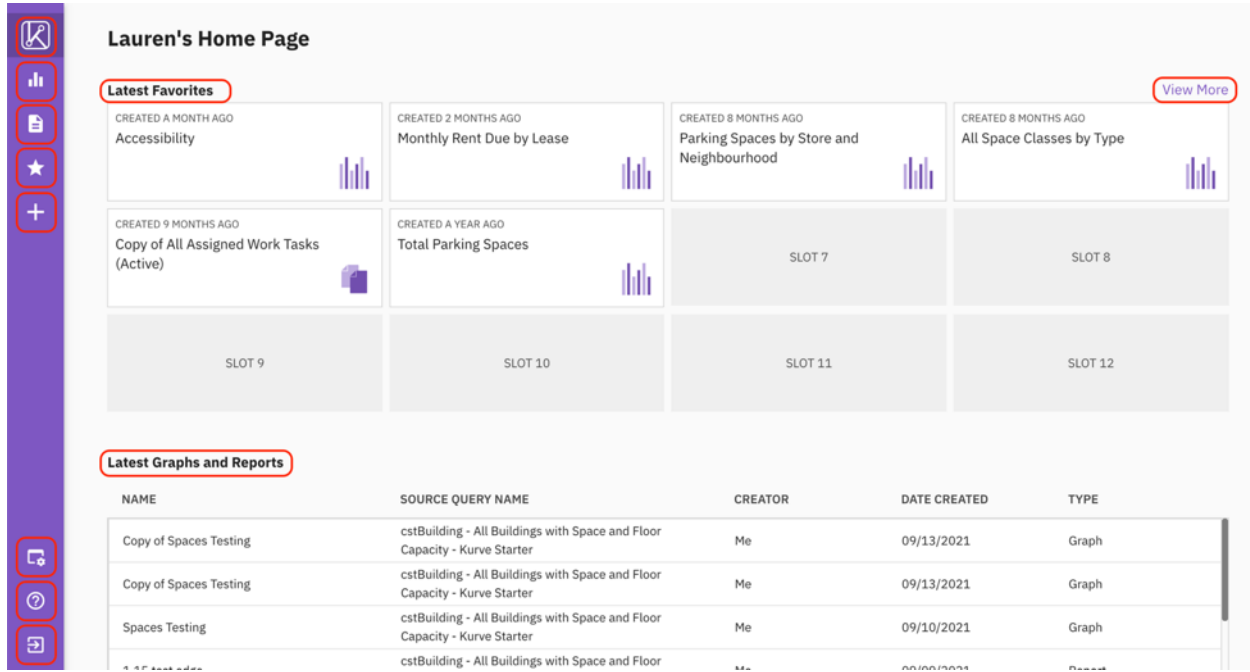 Lauren's Home Page
Latest Favorites
View More
CREATED A MONTH AGO
Accessibility
CREATED 2 MONTHS AGO
Monthly Rent Due by Lease
CREATED 8 MONTHS AGO
Parking Spaces by Store and
Neighbourhood
CREATED 8 MONTHS AGO
All Space Classes by Type
CREATED 9 MONTHS AGO
Copy of All Assigned Work Tasks
(Active)
CREATED A YEAR AGO
Total Parking Spaces
SLOT 7
SLOT 8
SLOT 9
SLOT 10
SLOT 11
SLOT 12
Latest Graphs and Reports
NAME SOURCE QUERY NAME CREATOR DATE CREATED TYPE
cstBuilding - All Buildings with Space and Floor
Copy of Spaces Testing Capacity - Kurve Starter Me 09/13/2021 Graph
cstBuilding - All Buildings with Space and Floor
Copy of Spaces Testing Capacity - Kurve Starter Me 09/13/2021 Graph
cstBuilding - All Buildings with Space and Floor
Spaces Testing Capacity - Kurve Starter Me 09/10/2021 Graph
cstBuilding - All Buildings with Space and Floor